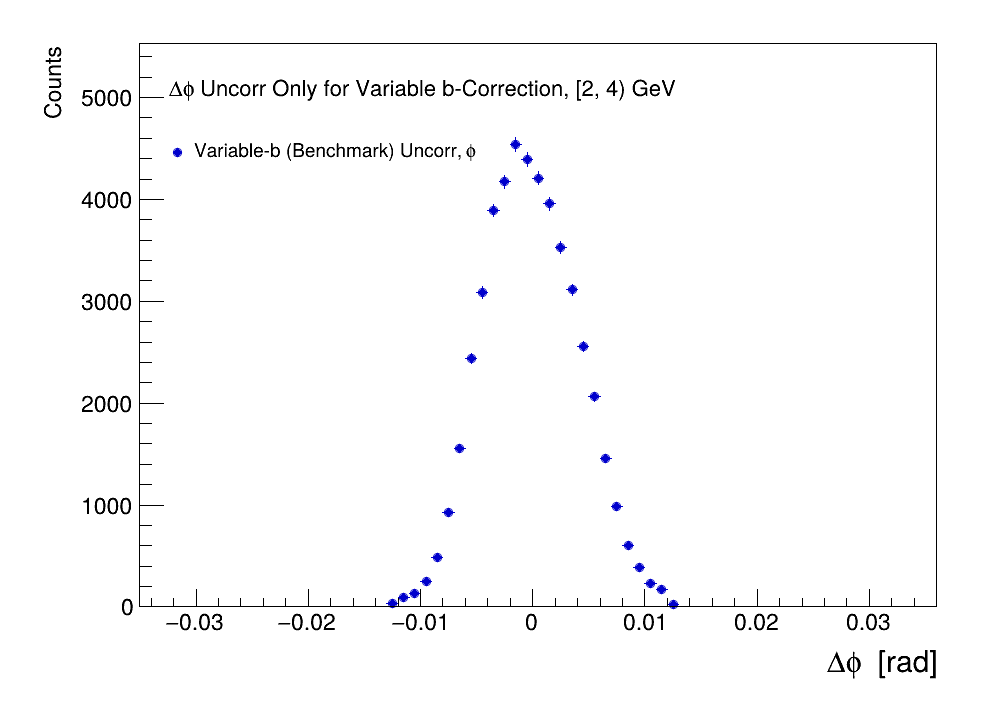 Counts
Δϕ Uncorr Only for Variable b-Correction, [2, 4) GeV
Variable-b (Benchmark) Uncorr, ϕ
5000
4000
3000
2000
1000
0
−0.03 −0.02 −0.01 0 0.01 0.02 0.03
Δϕ [rad]